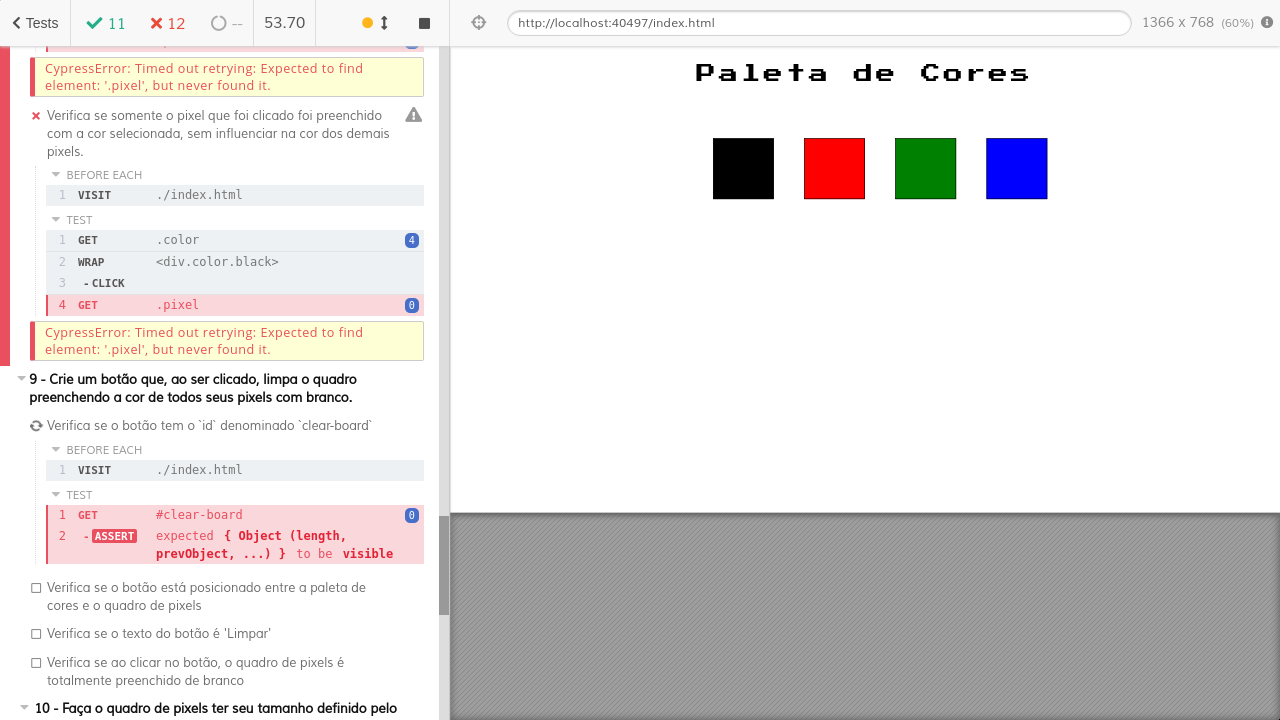 Tests
11
12
--
53.70
http://localhost:40497/index.html
1366 x 768 (60%)
CypressError: Timed out retrying: Expected to find
element: '.pixel', but never found it.
Verifica se somente o pixel que foi clicado foi preenchido
com a cor selecionada, sem influenciar na cor dos demais
pixels.
BEFORE EACH
1 VISIT ./index.html
TEST
1 GET .color 4
2 WRAP <div.color.black>
3 - CLICK
4 GET .pixel 0
CypressError: Timed out retrying: Expected to find
element: '.pixel', but never found it.
9 - Crie um botão que, ao ser clicado, limpa o quadro
preenchendo a cor de todos seus pixels com branco.
Verifica se o botão tem o `id` denominado `clear-board`
BEFORE EACH
1 VISIT ./index.html
TEST
1 GET #clear-board 0
2 - ASSERT expected { Object (length,
prevObject, ...) } to be visible
Verifica se o botão está posicionado entre a paleta de
cores e o quadro de pixels
Verifica se o texto do botão é 'Limpar'
Verifica se ao clicar no botão, o quadro de pixels é
totalmente preenchido de branco
10 - Faça o quadro de pixels ter seu tamanho definido pelo
Paleta de Cores